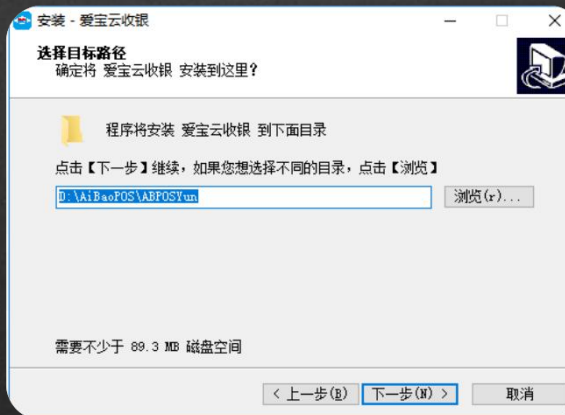 安装 - 爱宝云收银
选择目标路径
确定将 爱宝云收银 安装到这里?
程序将安装 爱宝云收银 到下面目录
点击【下一步】继续,如果您想选择不同的目录,点击【浏览】
D:\AiBaoPOS\ABPOSYun
浏览(r)...
需要不少于 89.3 MB 磁盘空间
< 上一步(B)
下一步(N) >
取消